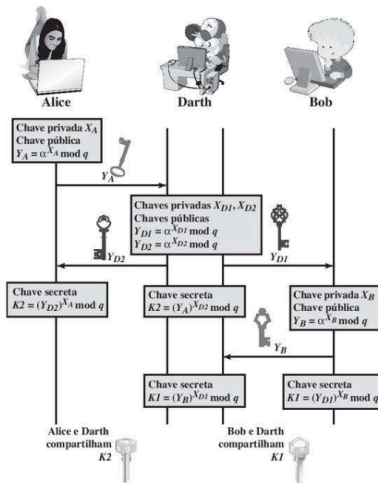 Alice
Darth
Bob
Chave privada X_A
Chave pública
Y_A = α^X_A mod q
Y_A
Chaves privadas X_D1, X_D2
Chaves públicas
Y_D1 = α^X_D1 mod q
Y_D2 = α^X_D2 mod q
Y_D2
Y_D1
Chave secreta
K2 = (Y_D2)^X_A mod q
Chave secreta
K2 = (Y_A)^X_D2 mod q
Chave privada X_B
Chave pública
Y_B = α^X_B mod q
Y_B
Chave secreta
K1 = (Y_B)^X_D1 mod q
Chave secreta
K1 = (Y_D1)^X_B mod q
Alice e Darth
compartilham
K2
Bob e Darth
compartilham
K1